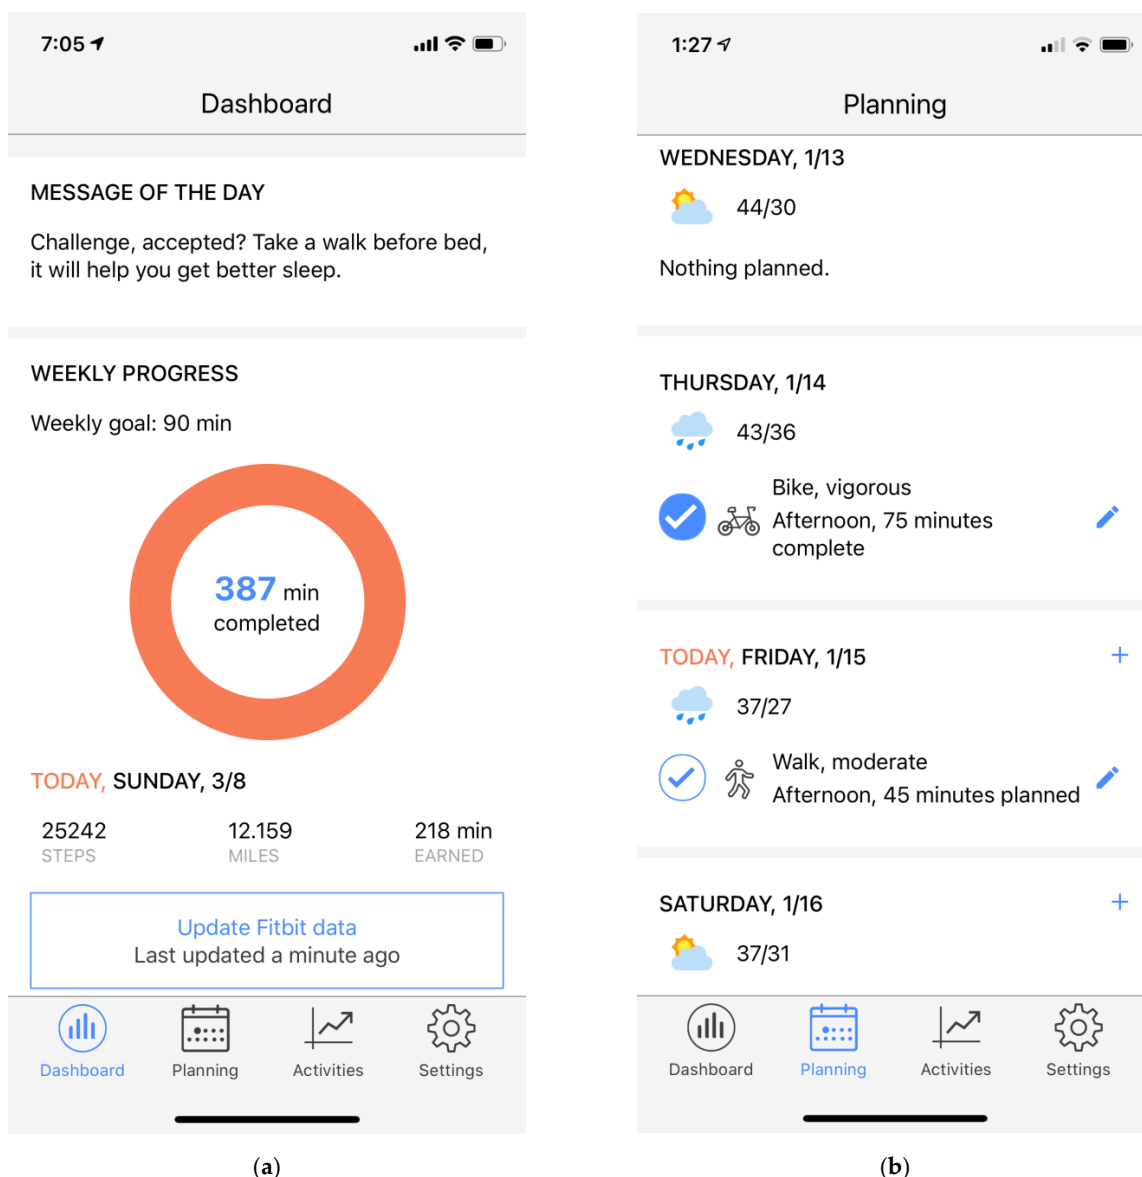 7:05
Dashboard
MESSAGE OF THE DAY
Challenge, accepted? Take a walk before bed,
it will help you get better sleep.
WEEKLY PROGRESS
Weekly goal: 90 min
387 min
completed
TODAY, SUNDAY, 3/8
25242 12.159 218 min
STEPS MILES EARNED
Update Fitbit data
Last updated a minute ago
Dashboard Planning Activities Settings
(a)
1:27
Planning
WEDNESDAY, 1/13
44/30
Nothing planned.
THURSDAY, 1/14
43/36
Bike, vigorous
Afternoon, 75 minutes
complete
TODAY, FRIDAY, 1/15
37/27
Walk, moderate
Afternoon, 45 minutes planned
SATURDAY, 1/16
37/31
Dashboard Planning Activities Settings
(b)